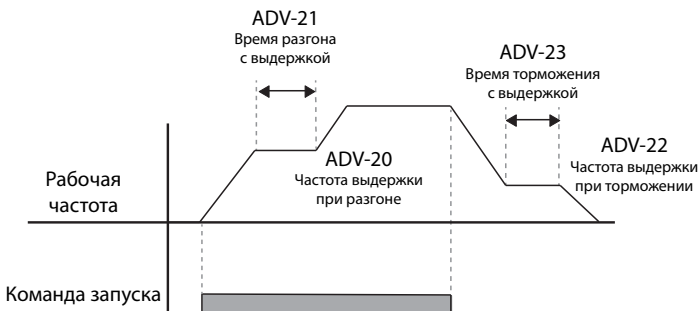 ADV-21
Время разгона
с выдержкой
ADV-23
Время торможения
с выдержкой
ADV-20
Частота выдержки
при разгоне
ADV-22
Частота выдержки
при торможении
Рабочая
частота
Команда запуска